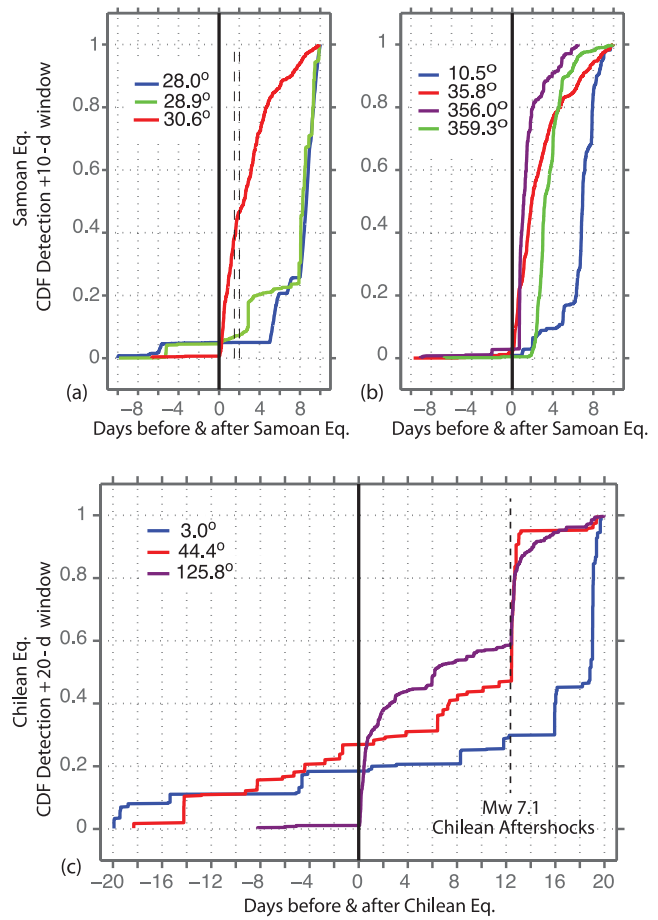 1
0.8
0.6
0.4
0.2
0
Samoan Eq.
CDF Detection +10-d window
28.0°
28.9°
30.6°
(a)
-8 -4 0 4 8
Days before & after Samoan Eq.
1
0.8
0.6
0.4
0.2
0
10.5°
35.8°
356.0°
359.3°
(b)
-8 -4 0 4 8
Days before & after Samoan Eq.
1
0.8
0.6
0.4
0.2
0
Chilean Eq.
CDF Detection +20- d window
3.0°
44.4°
125.8°
Mw 7.1
Chilean Aftershocks
(c)
-20 -16 -12 -8 -4 0 4 8 12 16 20
Days before & after Chilean Eq.